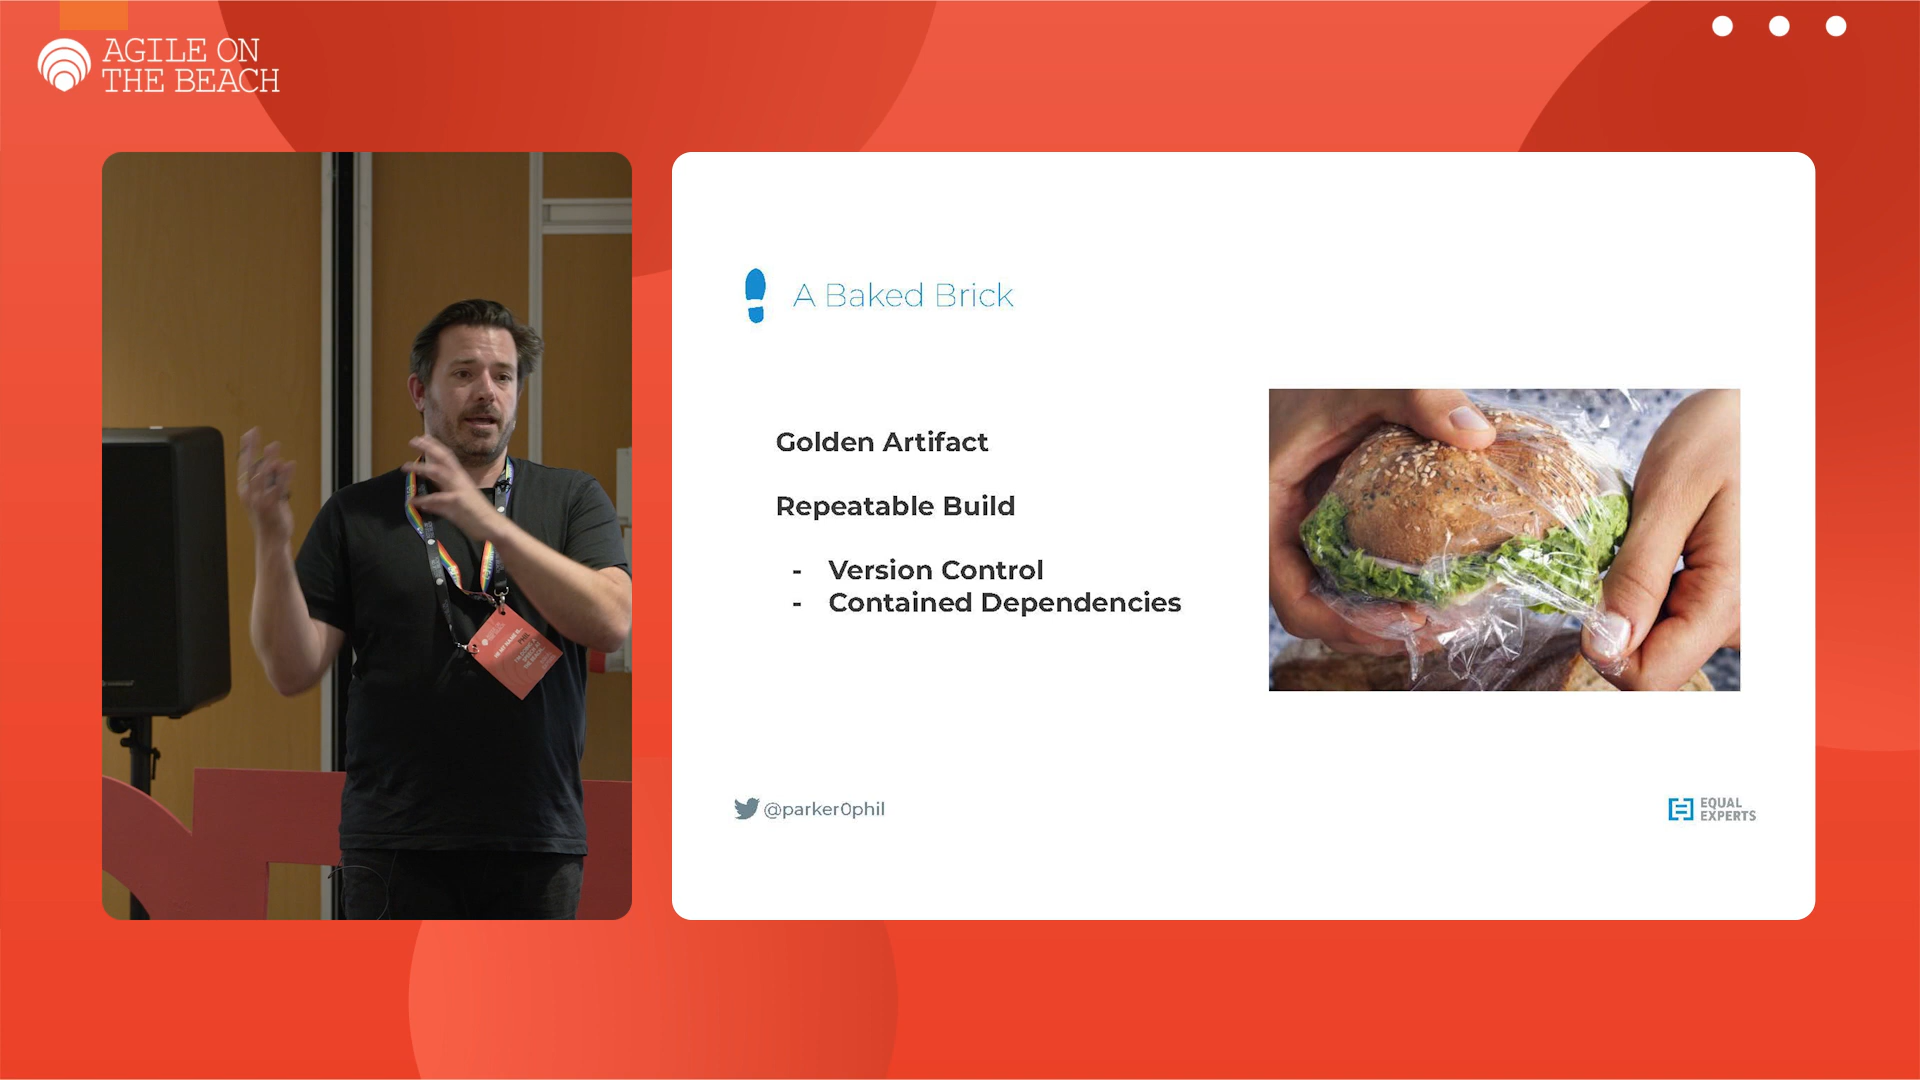 AGILE ON
THE BEACH
A Baked Brick
Golden Artifact
Repeatable Build
- Version Control
- Contained Dependencies
@parker0phil
EQUAL
EXPERTS